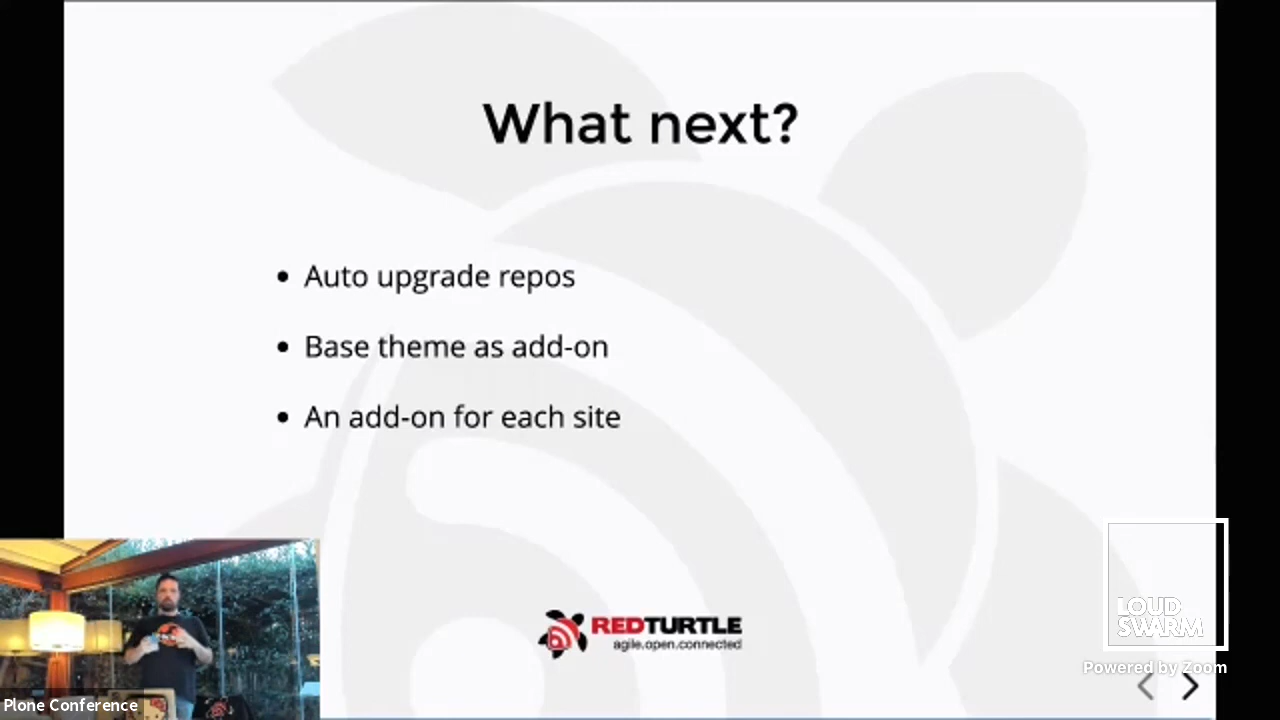 What next?
Auto upgrade repos
Base theme as add-on
An add-on for each site
REDTURTLE
agile.open.connected
LOUD
SWARM
Powered by Zoom
Plone Conference